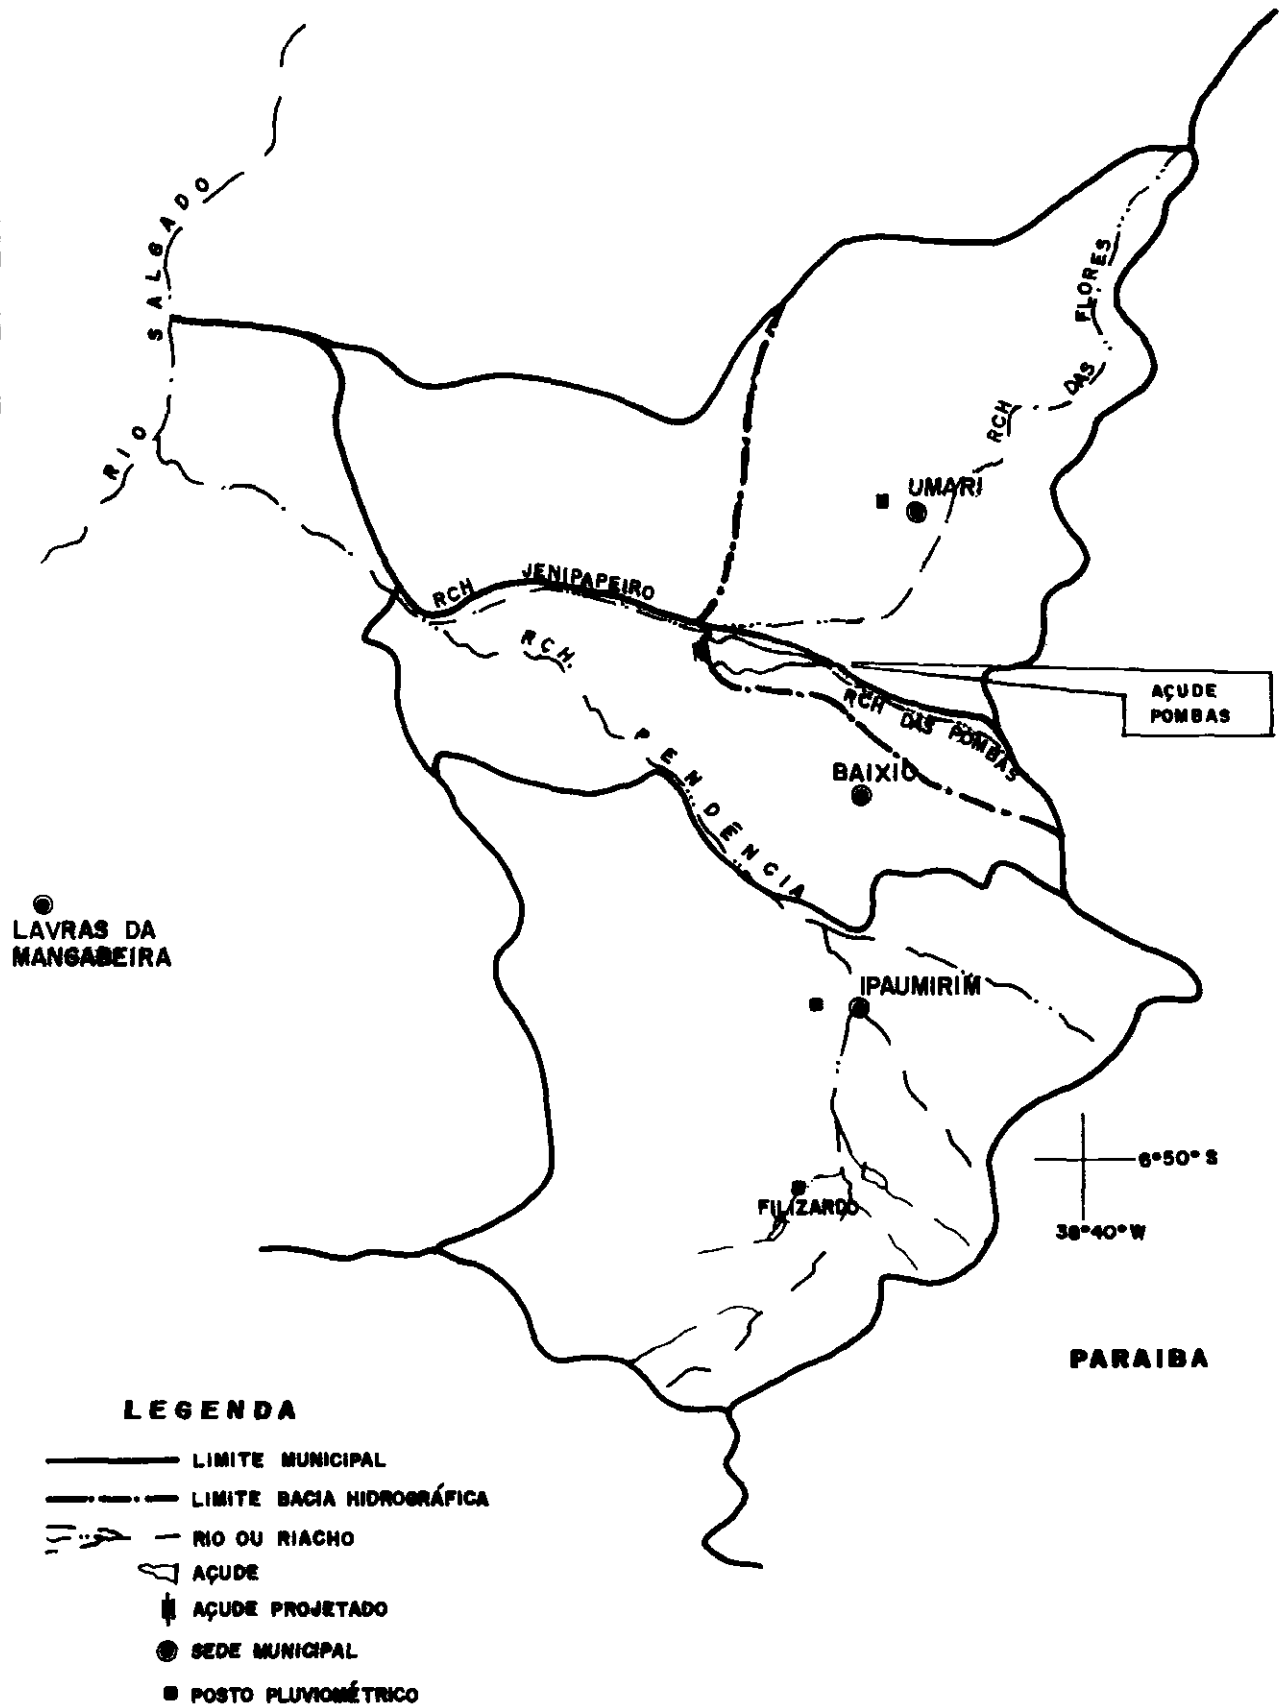 RIO SALGADO
RCH DAS FLORES
UMARI
RCH JENIPAPEIRO
RCH. PENDÊNCIA
AÇUDE
POMBAS
RCH DAS POMBAS
BAIXIO
LAVRAS DA
MANGABEIRA
IPAUMIRIM
6°50° S
FILIZARDO
38°40° W
PARAIBA
LEGENDA
LIMITE MUNICIPAL
LIMITE BACIA HIDROGRÁFICA
RIO OU RIACHO
AÇUDE
AÇUDE PROJETADO
SEDE MUNICIPAL
POSTO PLUVIOMÉTRICO